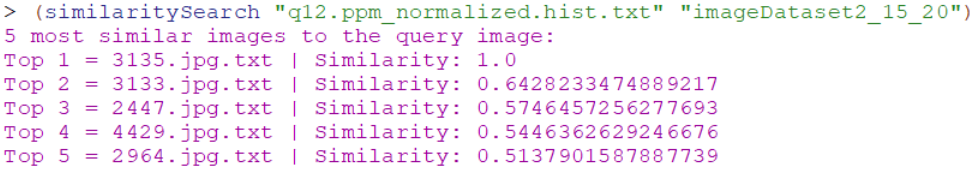 > (similaritySearch "q12.ppm_normalized.hist.txt" "imageDataset2_15_20")
5 most similar images to the query image:
Top 1 = 3135.jpg.txt | Similarity: 1.0
Top 2 = 3133.jpg.txt | Similarity: 0.6428233474889217
Top 3 = 2447.jpg.txt | Similarity: 0.5746457256277693
Top 4 = 4429.jpg.txt | Similarity: 0.5446362629246676
Top 5 = 2964.jpg.txt | Similarity: 0.5137901587887739